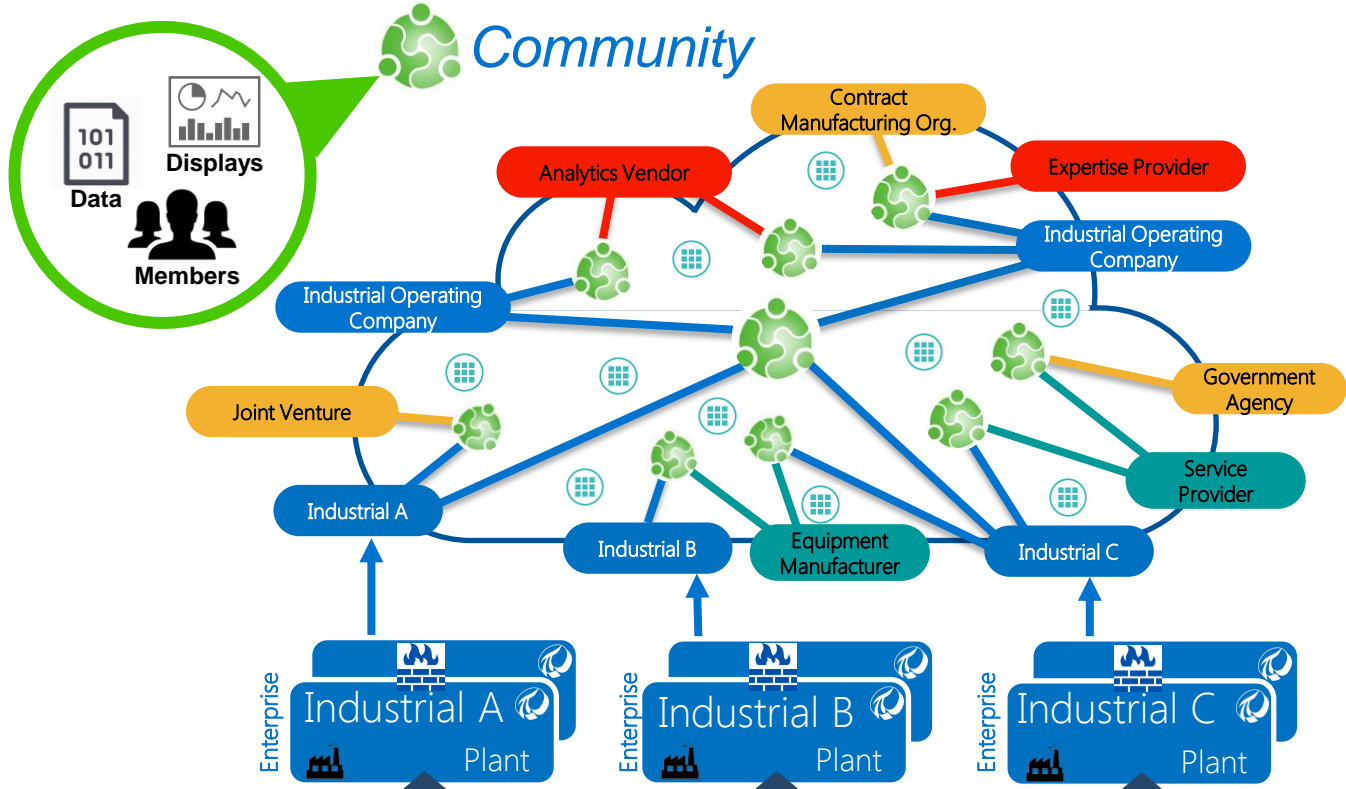 Community
101
011
Data
Displays
Members
Contract
Manufacturing Org.
Analytics Vendor
Expertise Provider
Industrial Operating
Company
Industrial Operating
Company
Joint Venture
Government
Agency
Service
Provider
Industrial A
Industrial B
Equipment
Manufacturer
Industrial C
Enterprise
Industrial A
Plant
Enterprise
Industrial B
Plant
Enterprise
Industrial C
Plant